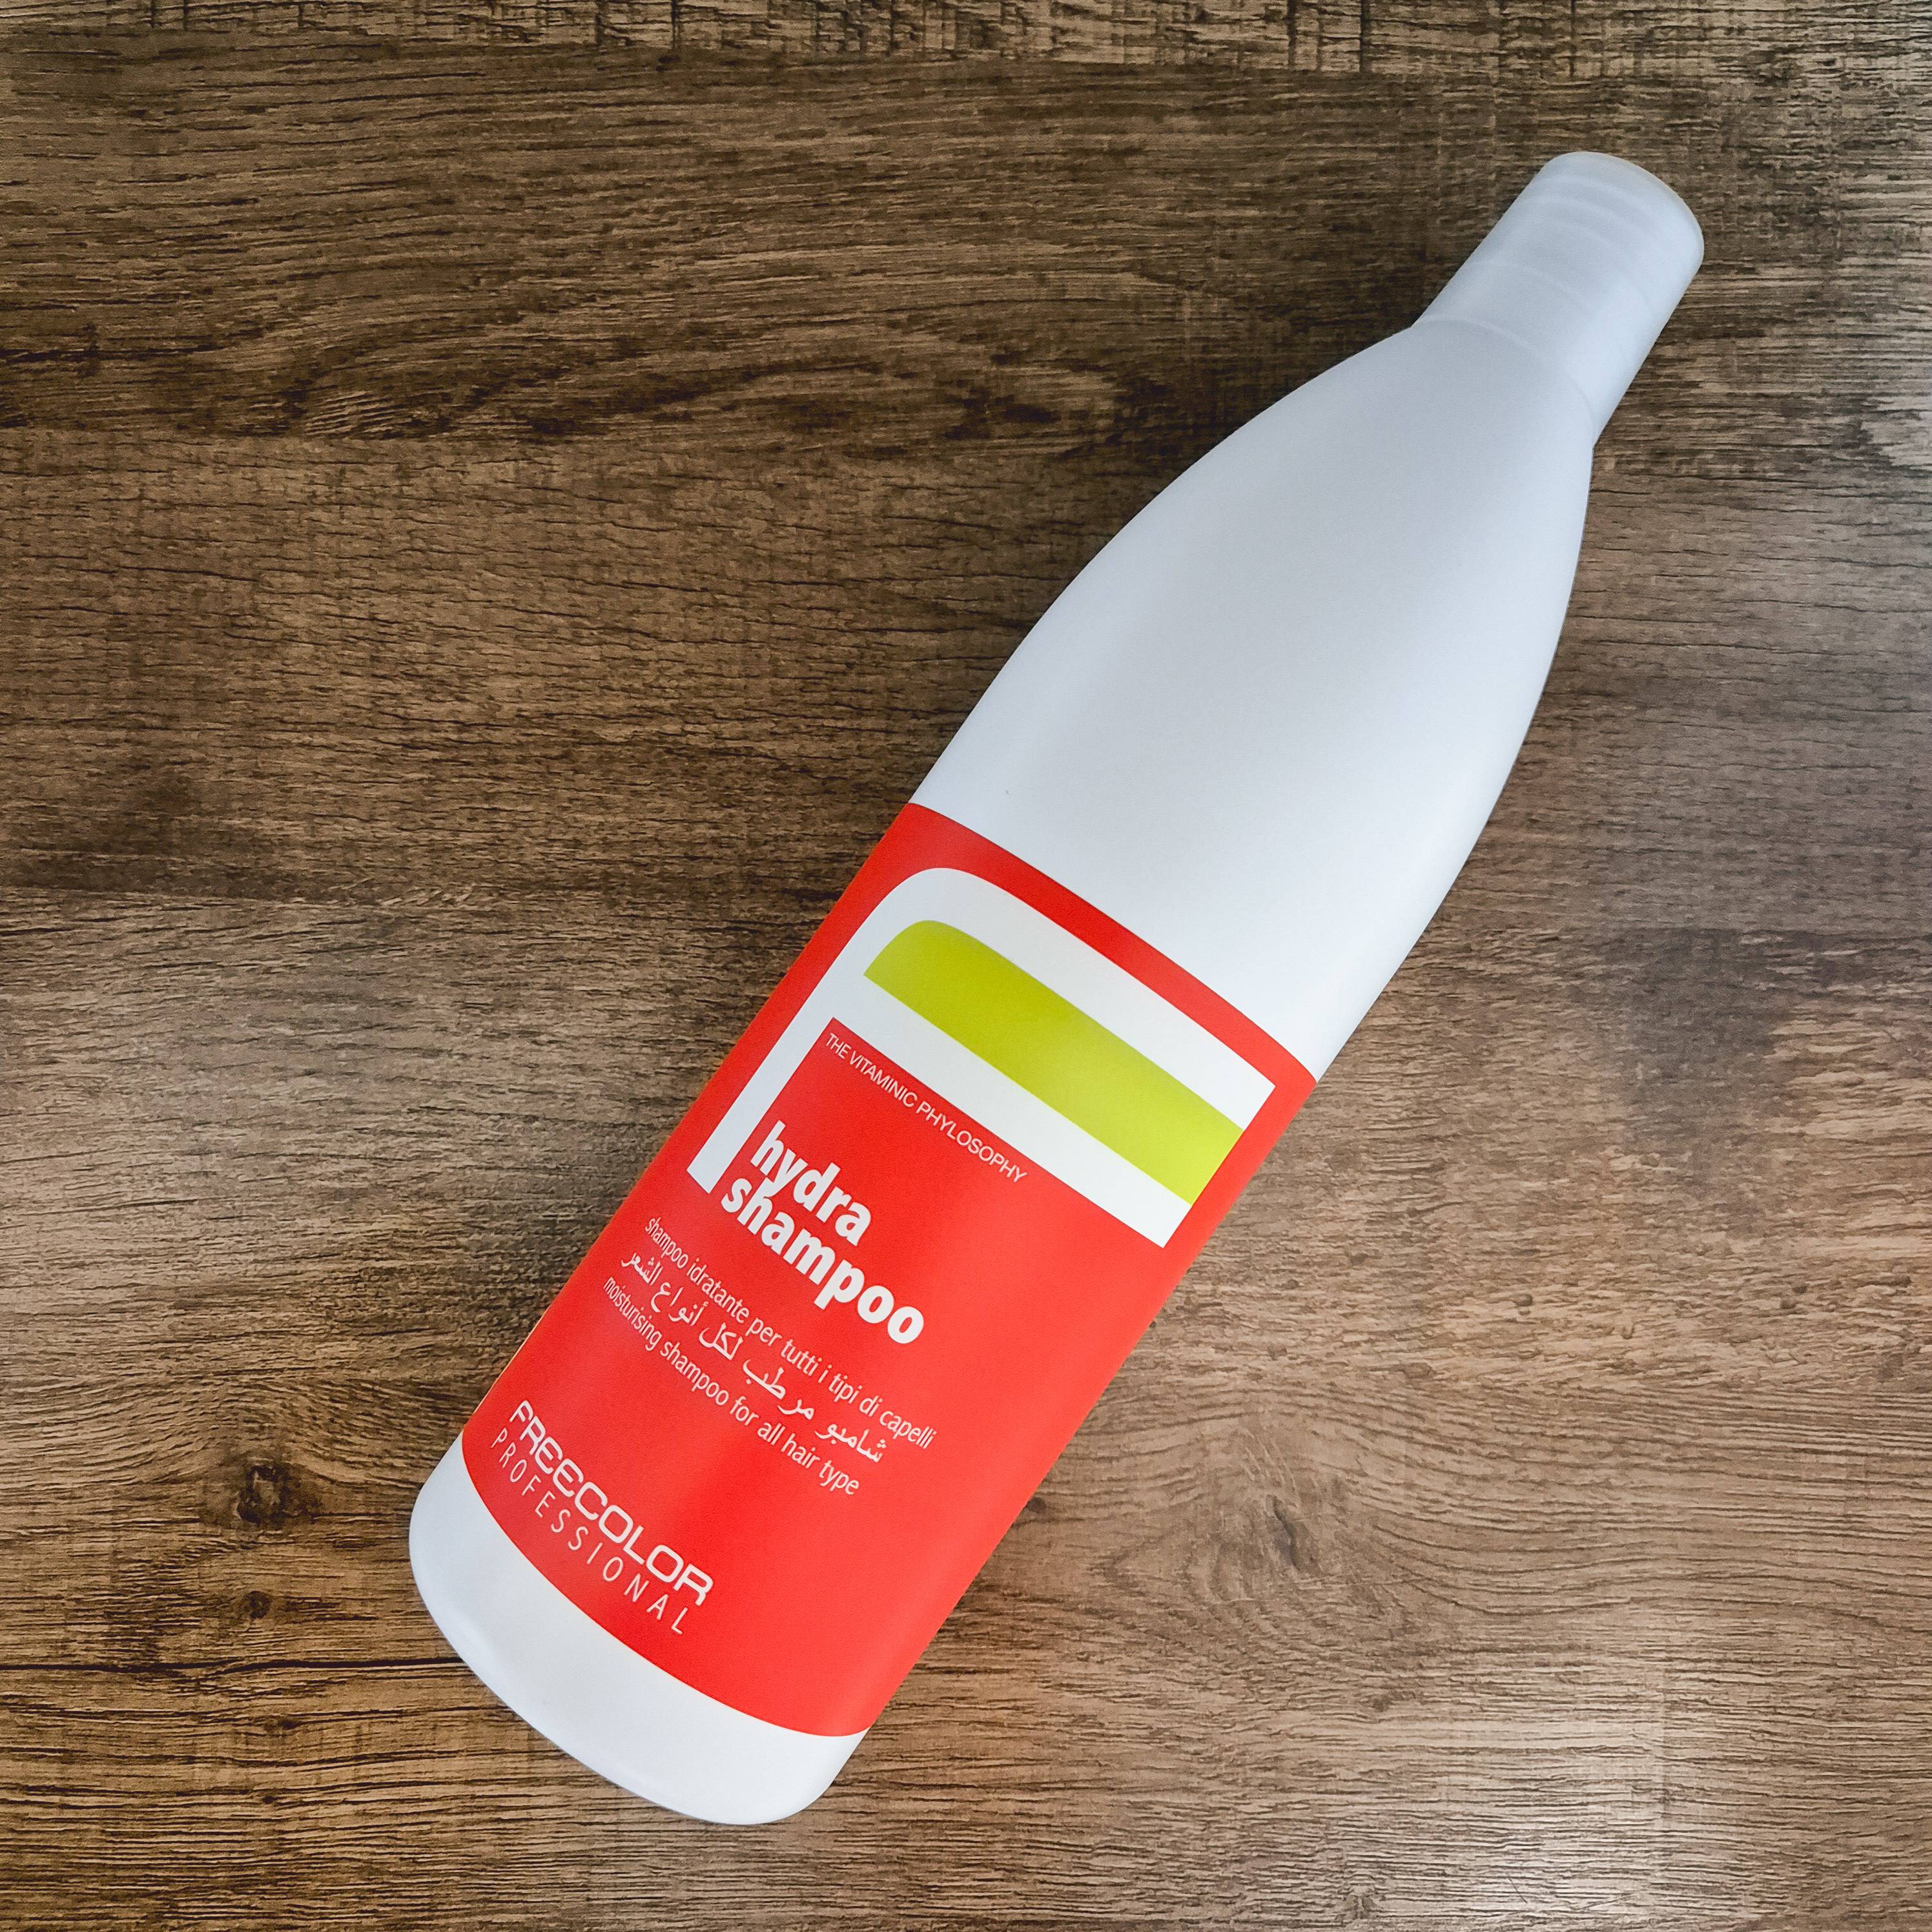 THE VITAMINIC PHYLOSOPHY
hydra
shampoo
shampoo idratante per tutti i tipi di capelli
شامبو مرطب لكل أنواع الشعر
moisturising shampoo for all hair type
FREECOLOR
PROFESSIONAL